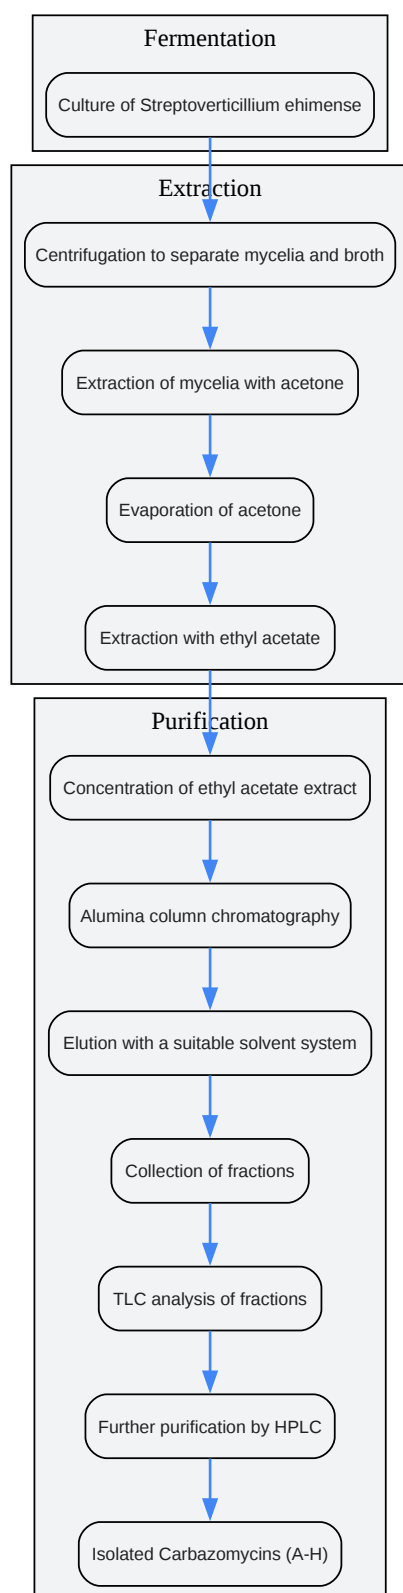 Fermentation
Culture of Streptoverticillium ehimense
Extraction
Centrifugation to separate mycelia and broth
Extraction of mycelia with acetone
Evaporation of acetone
Extraction with ethyl acetate
Purification
Concentration of ethyl acetate extract
Alumina column chromatography
Elution with a suitable solvent system
Collection of fractions
TLC analysis of fractions
Further purification by HPLC
Isolated Carbazomycins (A-H)